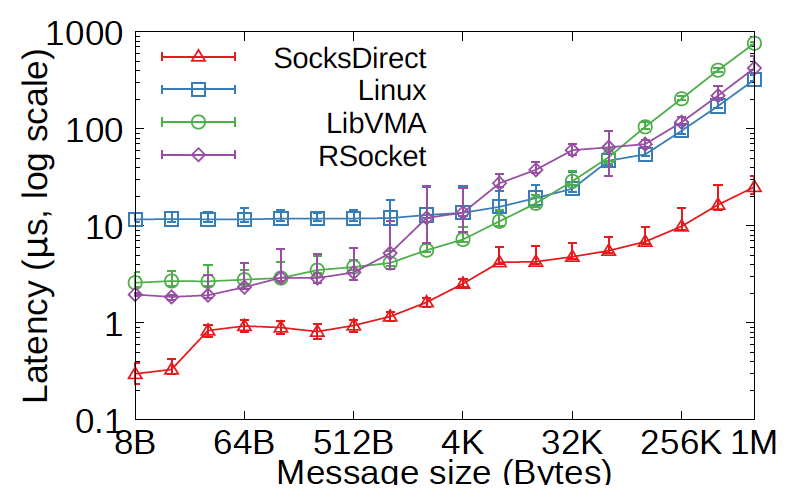 1000
100
10
1
0.1
Latency (µs, log scale)
SocksDirect
Linux
LibVMA
RSocket
8B 64B 512B 4K 32K 256K 1M
Message size (Bytes)